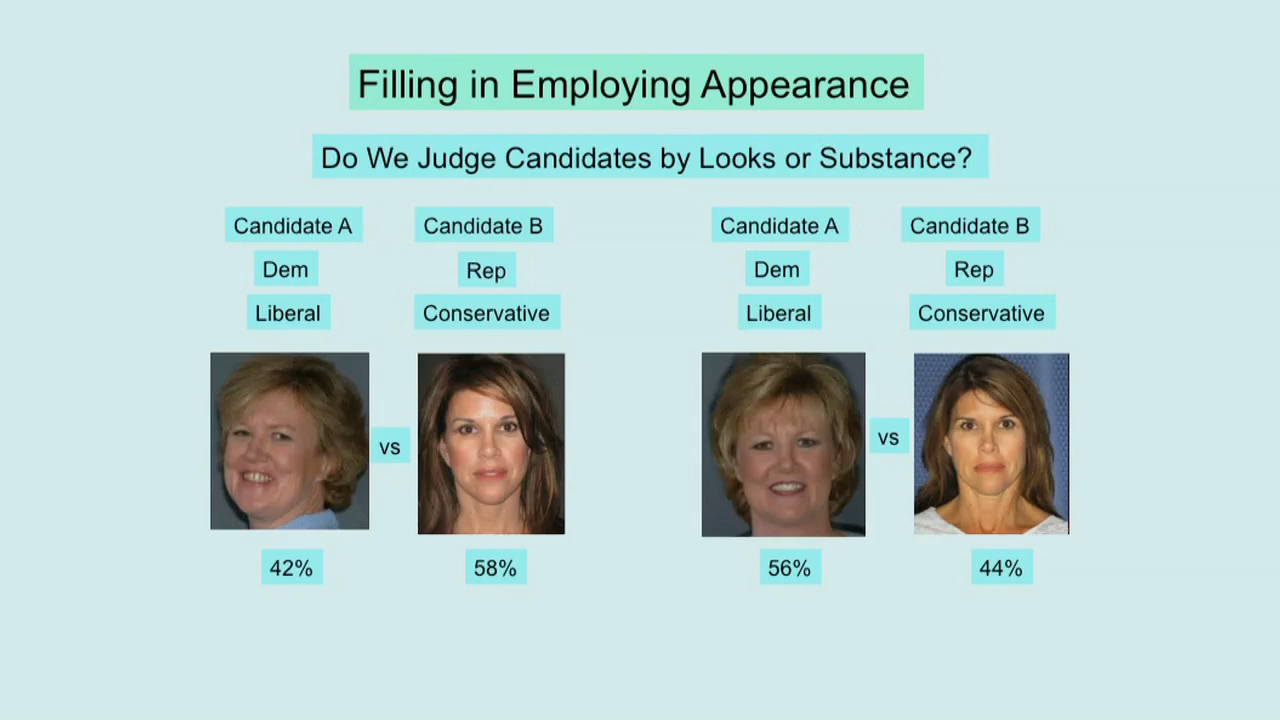 Filling in Employing Appearance
Do We Judge Candidates by Looks or Substance?
Candidate A
Candidate B
Candidate A
Candidate B
Dem
Rep
Dem
Rep
Liberal
Conservative
Liberal
Conservative
vs
vs
42%
58%
56%
44%